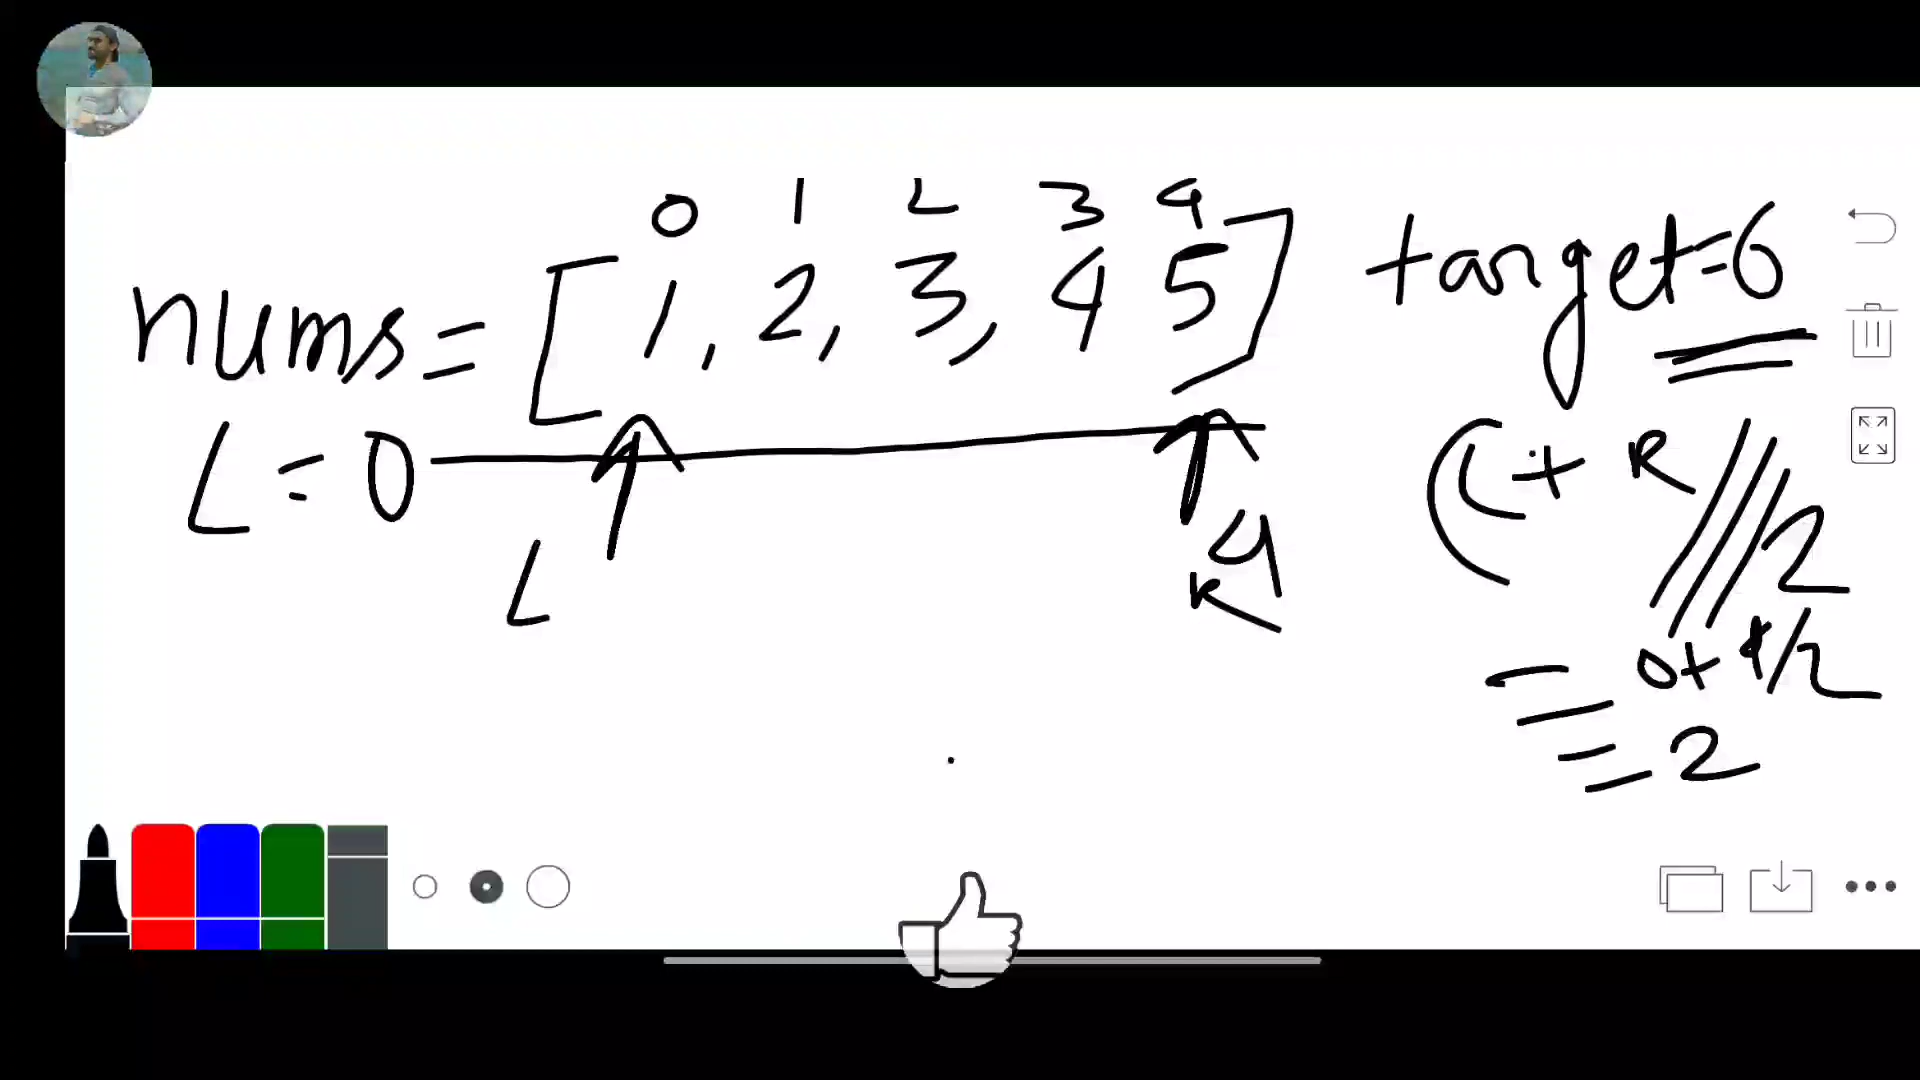 0 1 2 3 4
nums = [1, 2, 3, 4 5] target=6
L = 0
(L + R///2
L
4
R
= 0+4/2
= 2